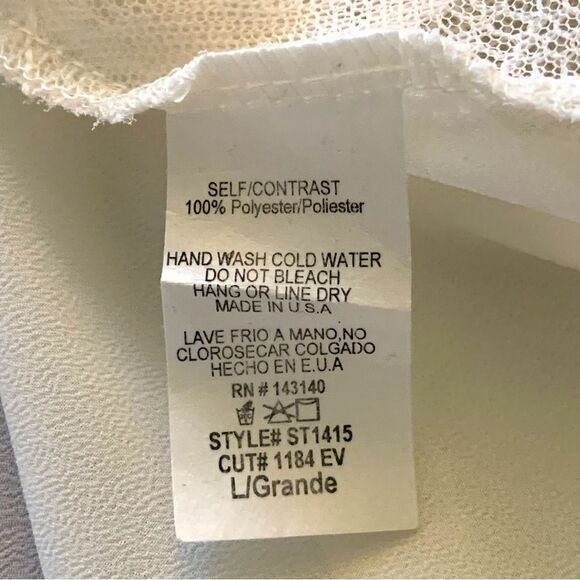 SELF/CONTRAST
100% Polyester/Poliester
HAND WASH COLD WATER
DO NOT BLEACH
HANG OR LINE DRY
MADE IN U.S.A
LAVE FRIO A MANO,NO
CLOROSECAR COLGADO
HECHO EN E.U.A
RN # 143140
STYLE# ST1415
CUT# 1184 EV
L/Grande